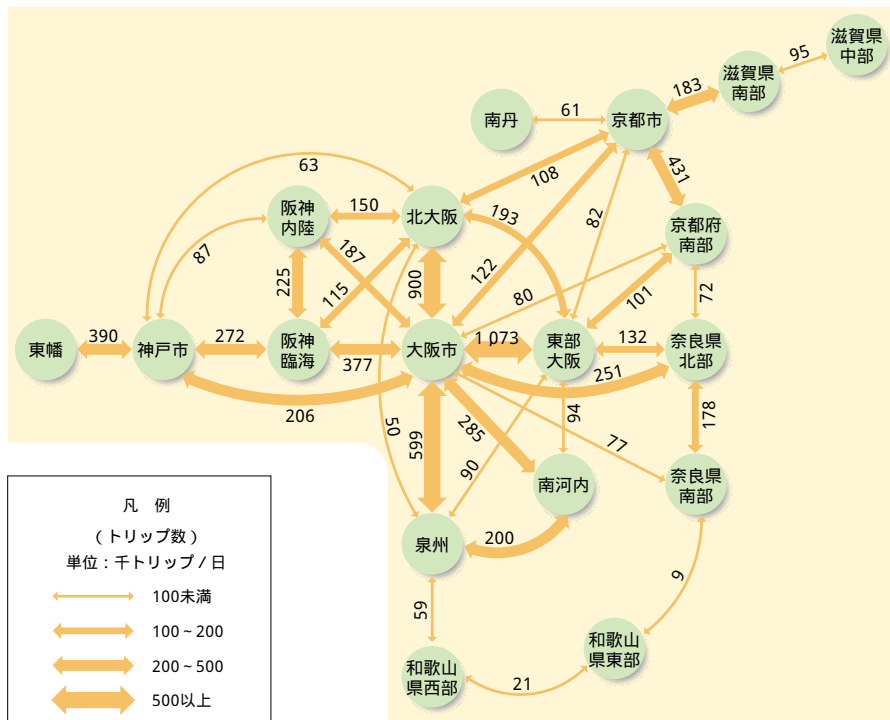 滋賀県
中部
95
滋賀県
南部
183
京都市
61
南丹
63
108
431
阪神
内陸
150
北大阪
193
82
京都府
南部
87
187
122
225
115
900
80
101
72
東幡
390
神戸市
272
阪神
臨海
377
大阪市
1,073
東部
大阪
132
奈良県
北部
251
206
50
599
285
90
94
77
178
南河内
奈良県
南部
泉州
200
59
9
和歌山
県西部
21
和歌山
県東部
凡 例
(トリップ数)
単位:千トリップ/日
100未満
100~200
200~500
500以上